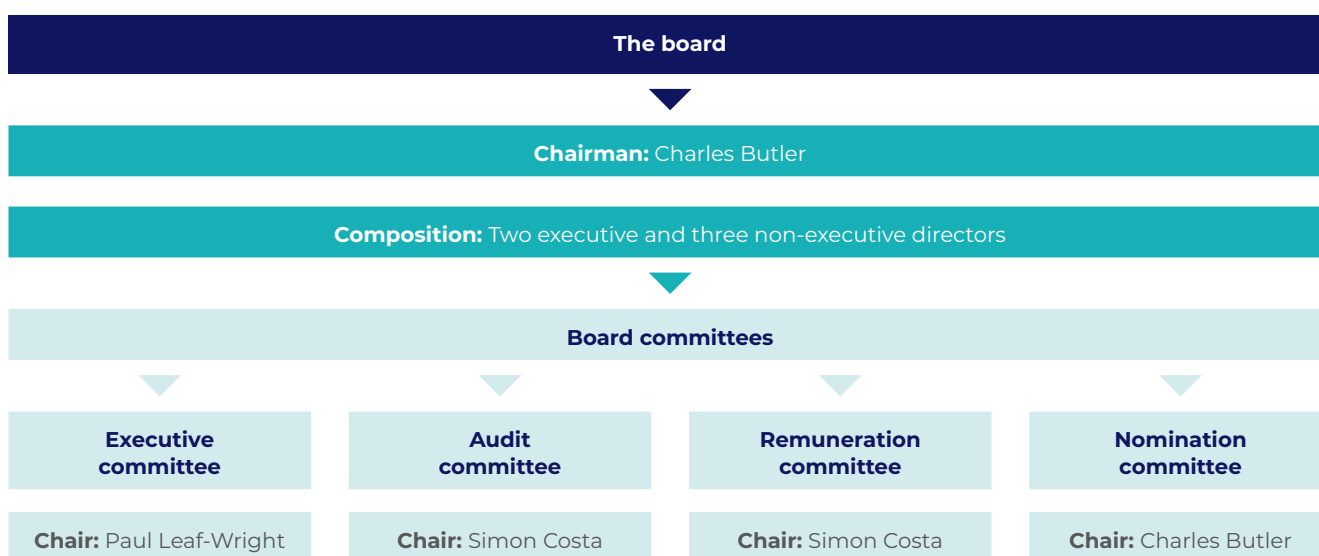 The board
Chairman: Charles Butler
Composition: Two executive and three non-executive directors
Board committees
Executive
committee
Audit
committee
Remuneration
committee
Nomination
committee
Chair: Paul Leaf-Wright
Chair: Simon Costa
Chair: Simon Costa
Chair: Charles Butler